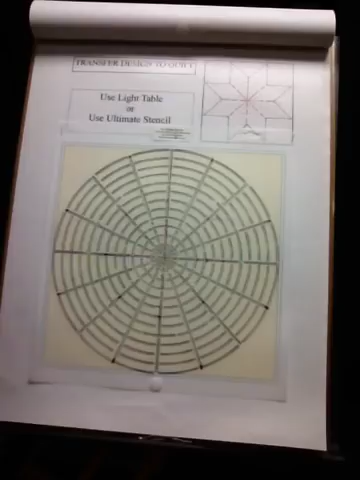 TRANSFER DESIGN TO QUILT
Use Light Table
or
Use Ultimate Stencil